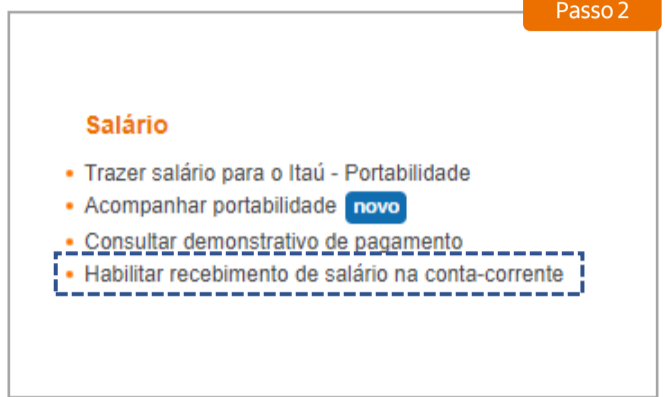 Passo 2
Salário
• Trazer salário para o Itaú - Portabilidade
• Acompanhar portabilidade novo
• Consultar demonstrativo de pagamento
• Habilitar recebimento de salário na conta-corrente